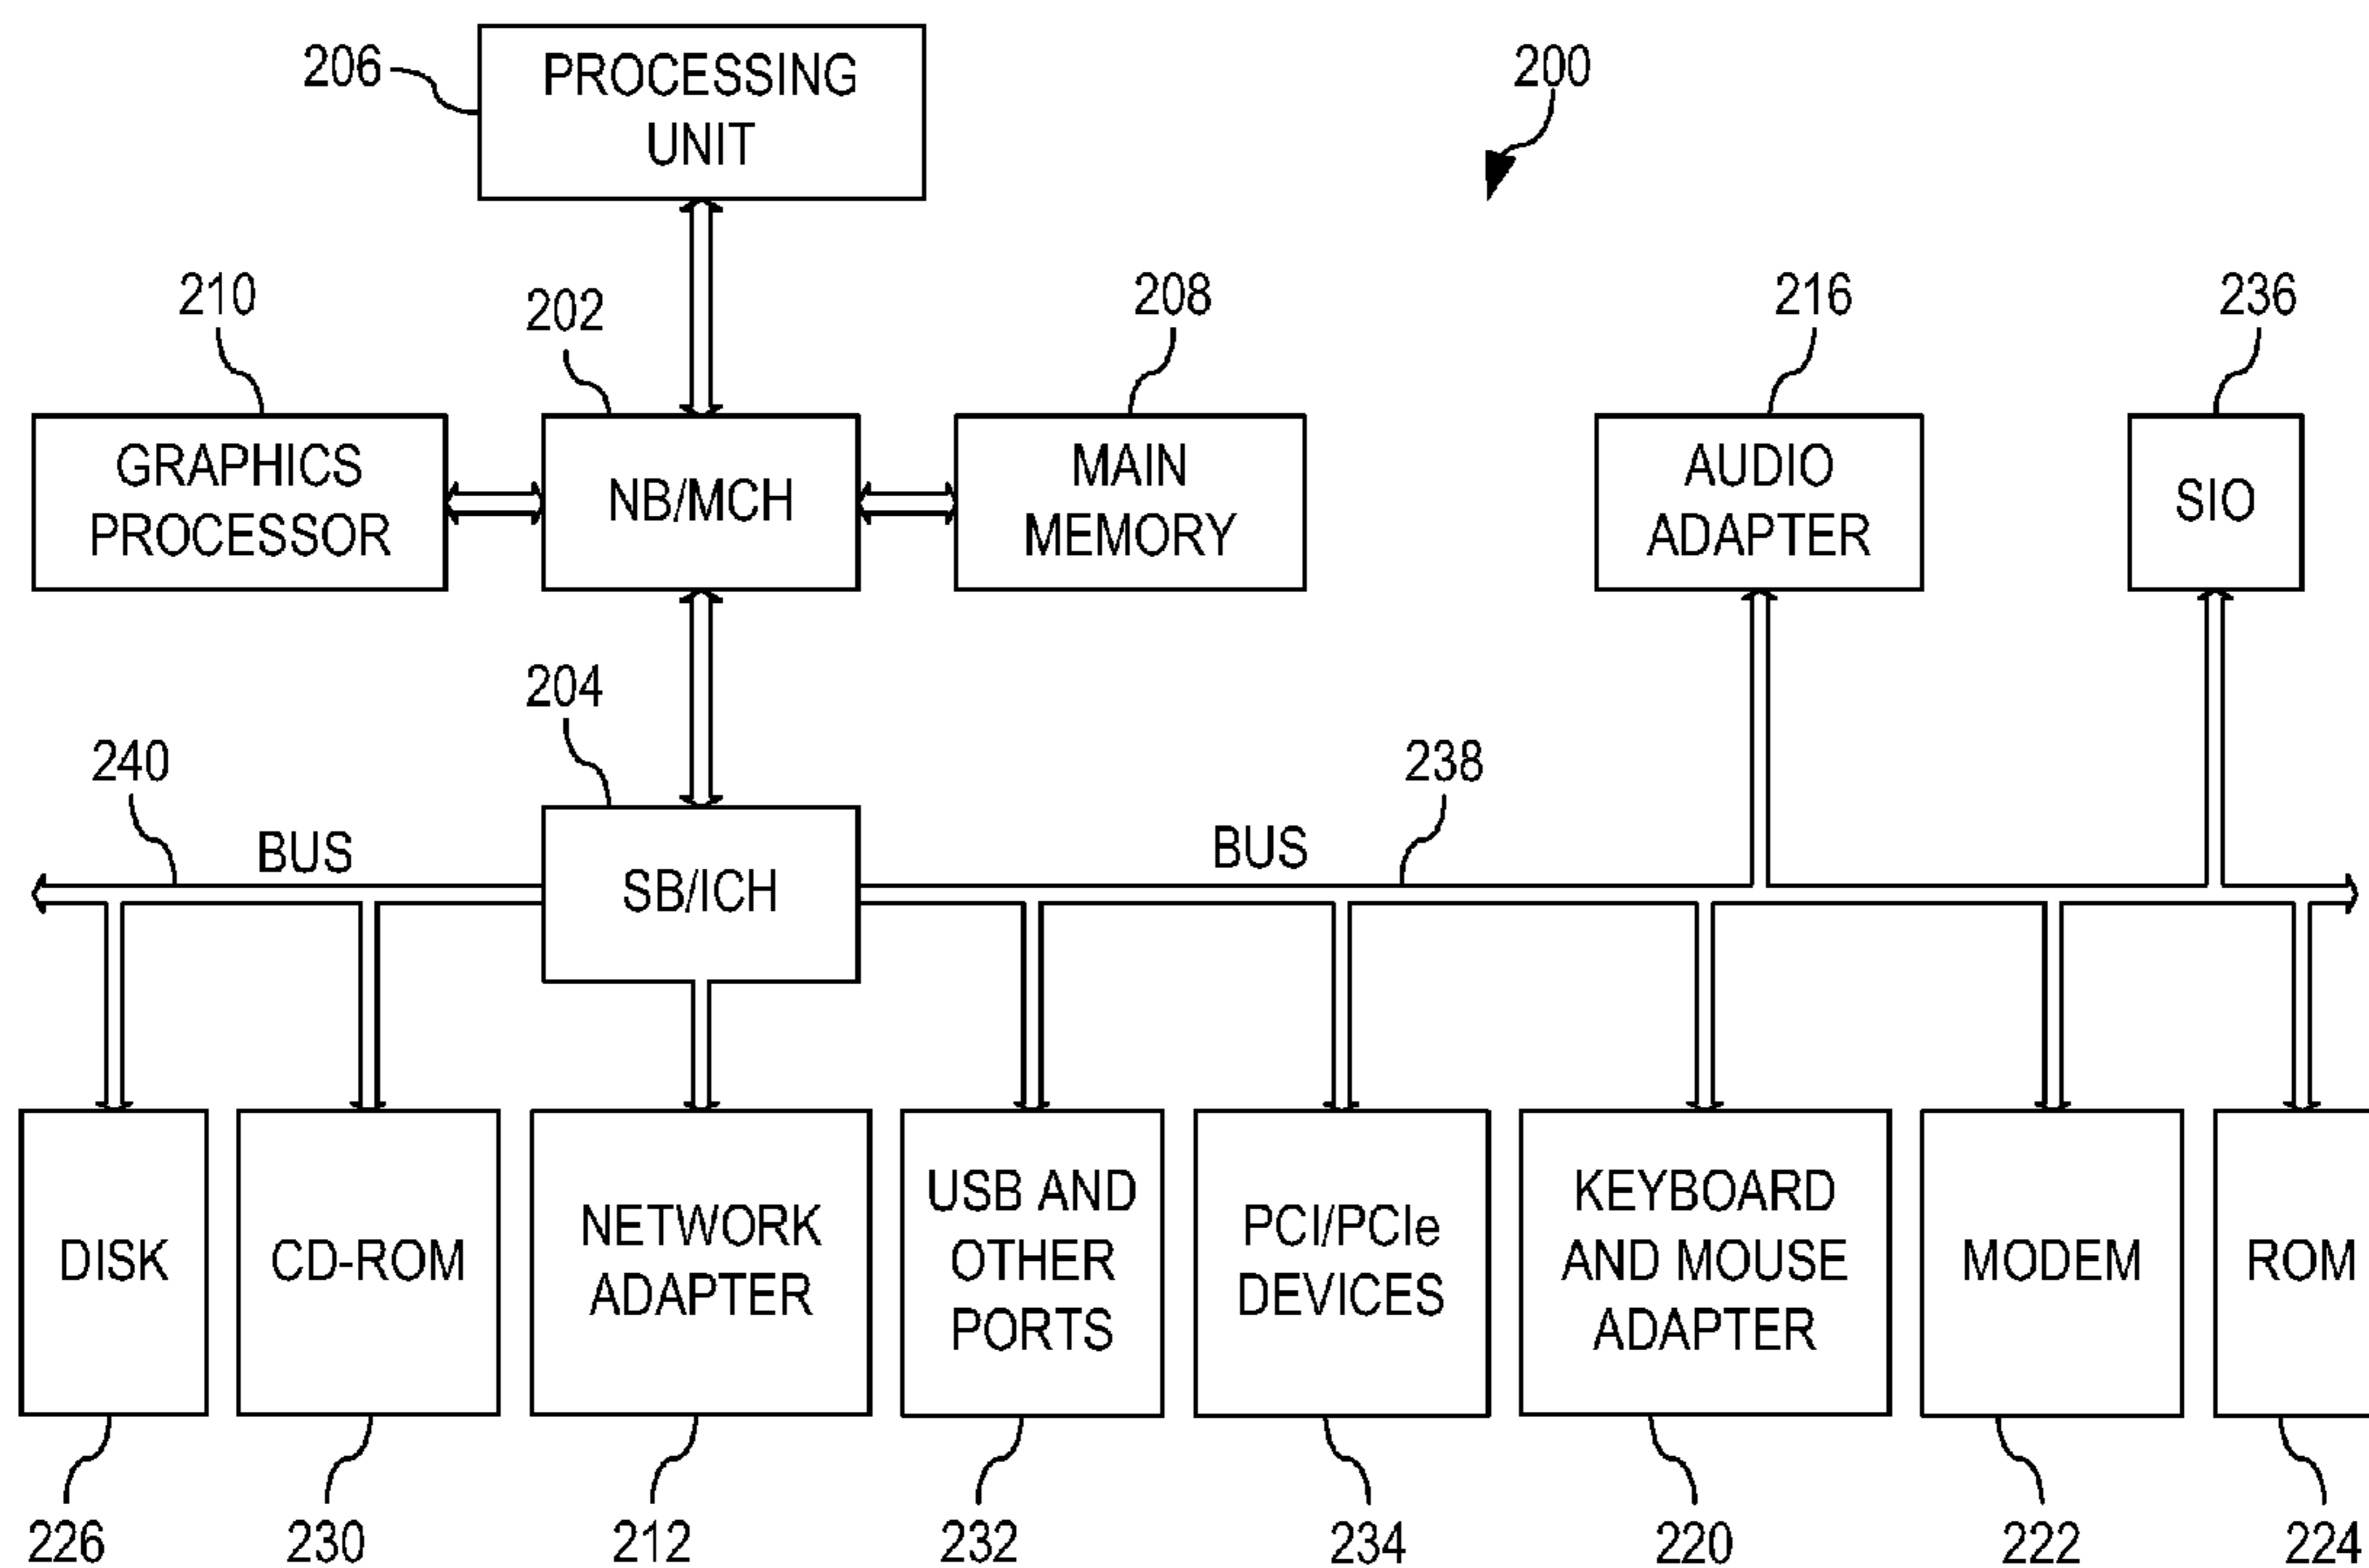 206
PROCESSING
UNIT
200
210
202
208
216
236
GRAPHICS
PROCESSOR
NB/MCH
MAIN
MEMORY
AUDIO
ADAPTER
SIO
204
240
238
BUS
SB/ICH
BUS
DISK
CD-ROM
NETWORK
ADAPTER
USB AND
OTHER
PORTS
PCI/PCIe
DEVICES
KEYBOARD
AND MOUSE
ADAPTER
MODEM
ROM
226
230
212
232
234
220
222
224